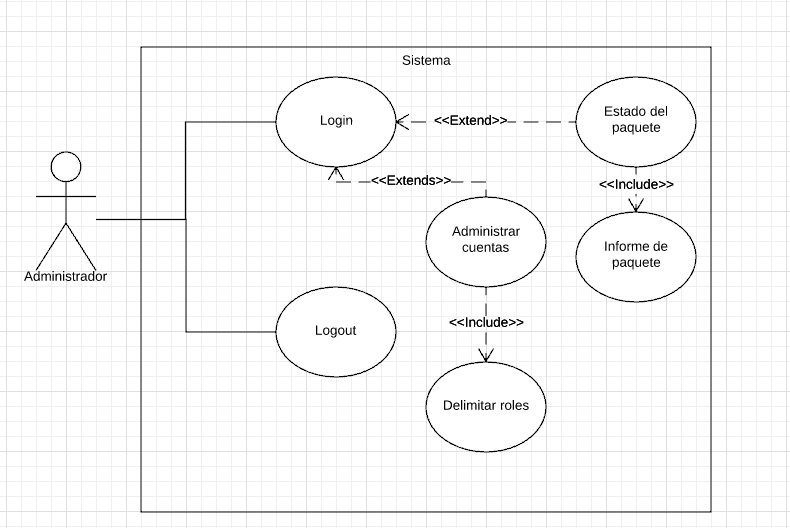 Sistema
Login
<<Extend>>
Estado del
paquete
<<Extends>>
<<Include>>
Administrar
cuentas
Informe de
paquete
Administrador
Logout
<<Include>>
Delimitar roles